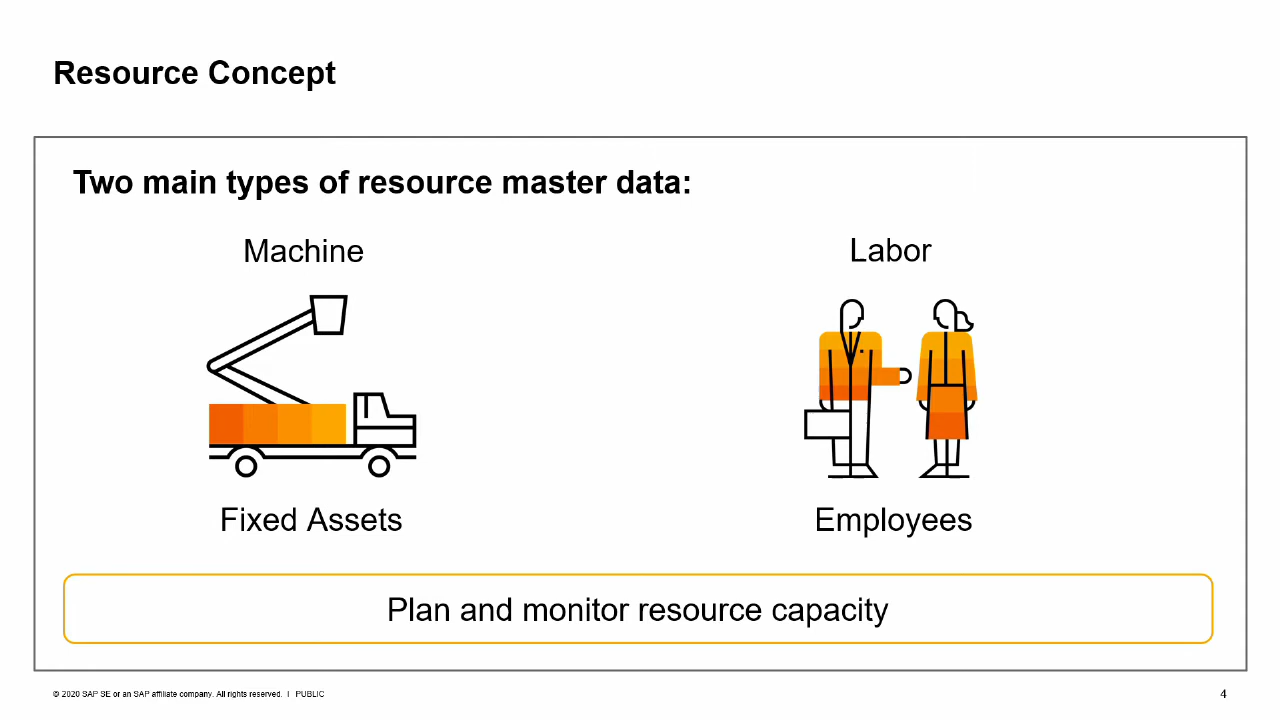 Resource Concept
Two main types of resource master data:
Machine
Labor
Fixed Assets
Employees
Plan and monitor resource capacity
© 2020 SAP SE or an SAP affiliate company. All rights reserved. I PUBLIC
4